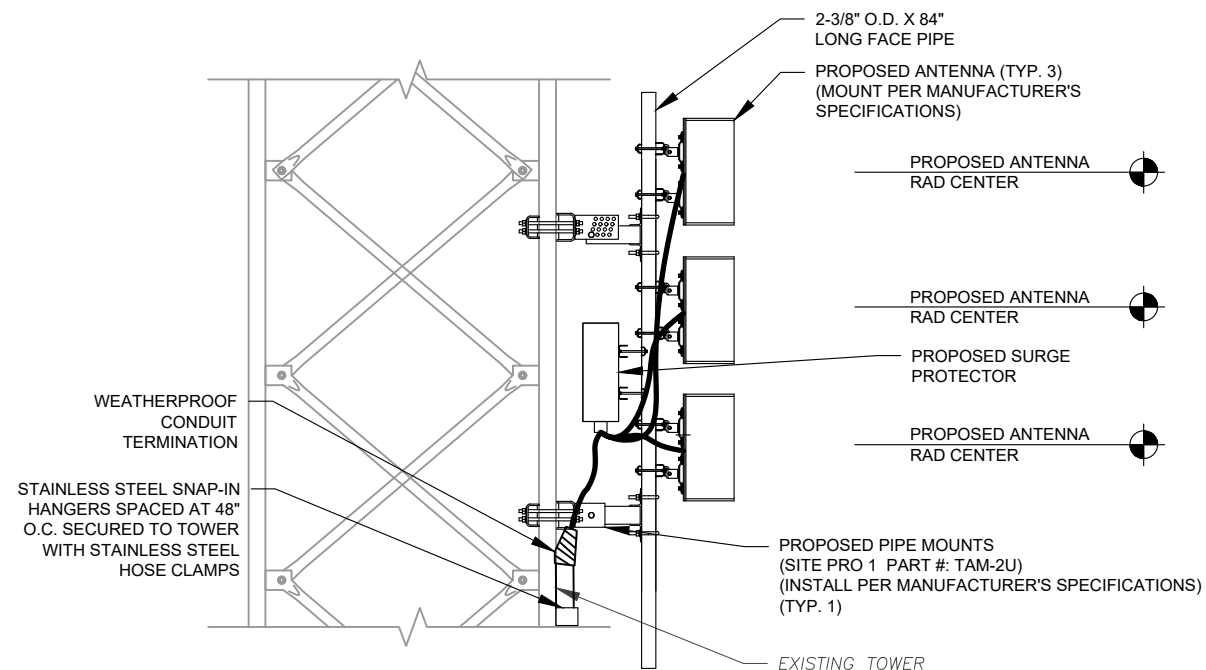 2-3/8" O.D. X 84"
LONG FACE PIPE
PROPOSED ANTENNA (TYP. 3)
(MOUNT PER MANUFACTURER'S
SPECIFICATIONS)
PROPOSED ANTENNA
RAD CENTER
PROPOSED ANTENNA
RAD CENTER
PROPOSED SURGE
PROTECTOR
WEATHERPROOF
CONDUIT
TERMINATION
PROPOSED ANTENNA
RAD CENTER
STAINLESS STEEL SNAP-IN
HANGERS SPACED AT 48"
O.C. SECURED TO TOWER
WITH STAINLESS STEEL
HOSE CLAMPS
PROPOSED PIPE MOUNTS
(SITE PRO 1 PART #: TAM-2U)
(INSTALL PER MANUFACTURER'S SPECIFICATIONS)
(TYP. 1)
EXISTING TOWER